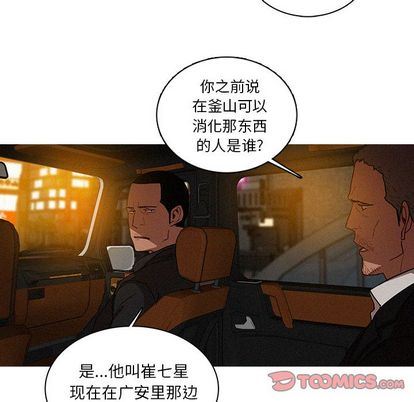 你之前说
在釜山可以
消化那东西
的人是谁?
是...他叫崔七星
现在在广安里那边
TOOMICS.COM